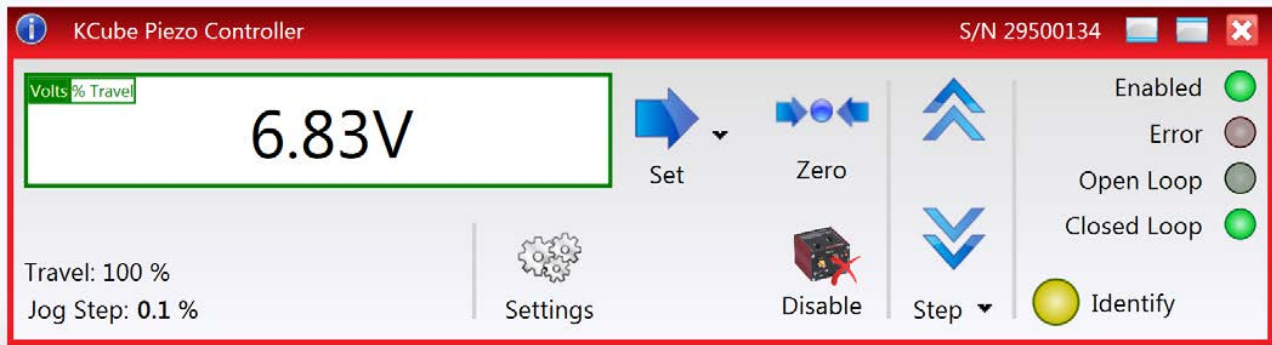 KCube Piezo Controller
S/N 29500134
Volts % Travel
6.83V
Set
Zero
Enabled
Error
Open Loop
Closed Loop
Travel: 100 %
Jog Step: 0.1 %
Settings
Disable
Step
Identify